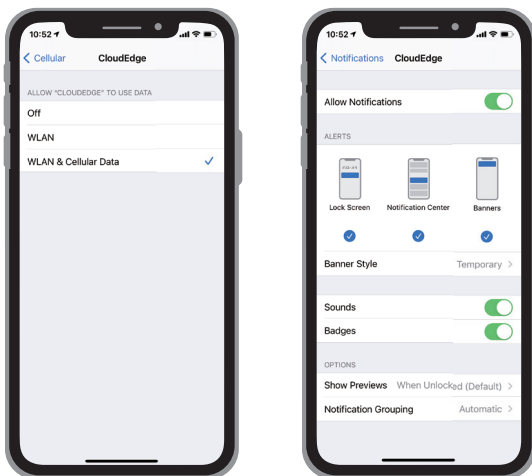 10:52
Cellular CloudEdge
ALLOW "CLOUDEDGE" TO USE DATA
Off
WLAN
WLAN & Cellular Data
10:52
Notifications CloudEdge
Allow Notifications
ALERTS
Lock Screen Notification Center Banners
Banner Style Temporary
Sounds
Badges
OPTIONS
Show Previews When Unlocked (Default)
Notification Grouping Automatic